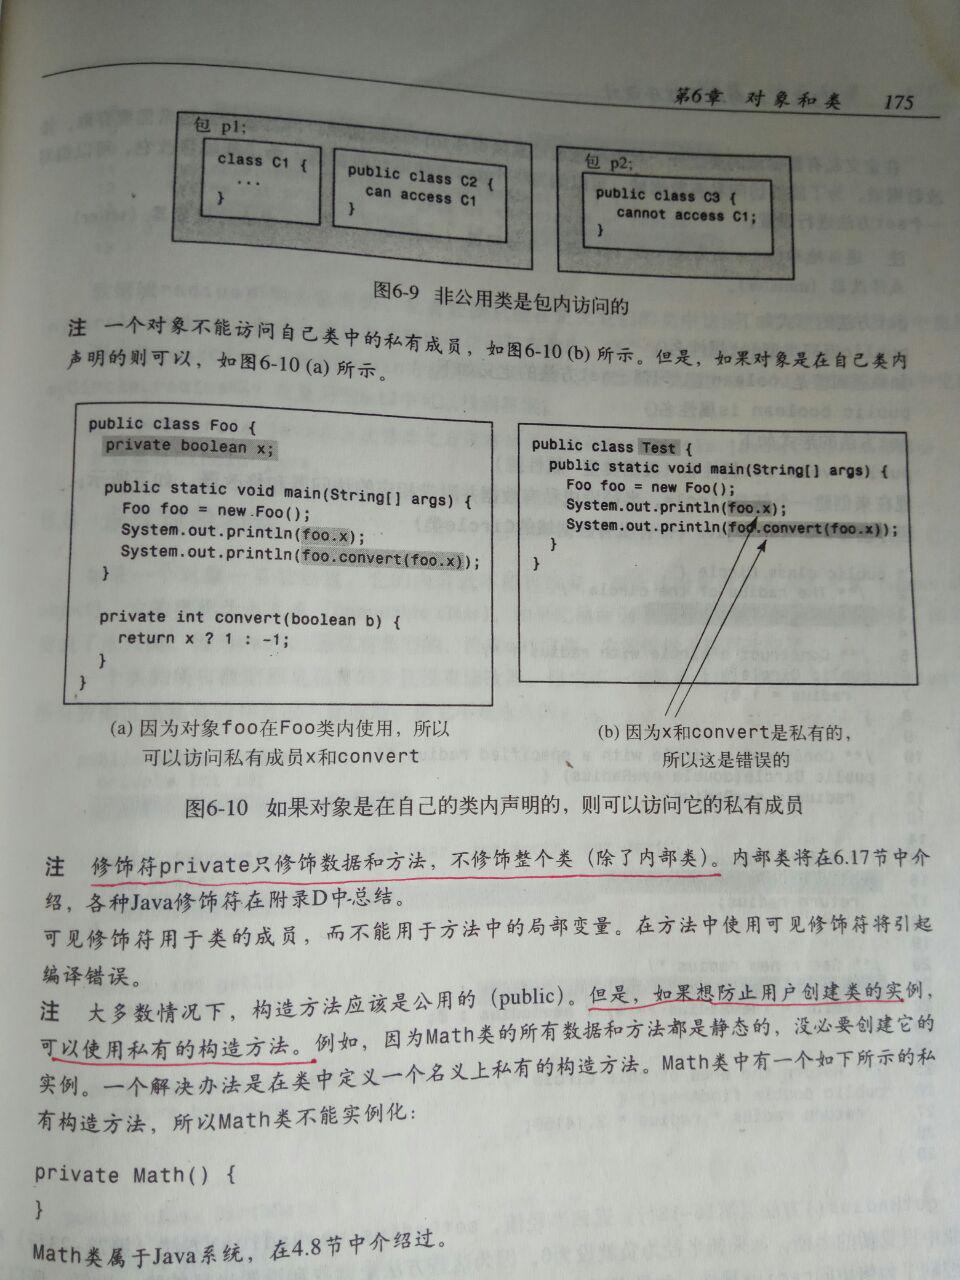 第6章 对象和类 175
包 p1;
class C1 {
...
}
public class C2 {
can access C1
}
包 p2;
public class C3 {
cannot access C1;
}
图6-9 非公用类是包内访问的
注 一个对象不能访问自己类中的私有成员，如图6-10 (b) 所示。但是，如果对象是在自己类内
声明的则可以，如图6-10 (a) 所示。
public class Foo {
private boolean x;
public static void main(String[] args) {
Foo foo = new Foo();
System.out.println(foo.x);
System.out.println(foo.convert(foo.x));
}
private int convert(boolean b) {
return x ? 1 : -1;
}
}
(a) 因为对象foo在Foo类内使用，所以
可以访问私有成员x和convert
public class Test {
public static void main(String[] args) {
Foo foo = new Foo();
System.out.println(foo.x);
System.out.println(foo.convert(foo.x));
}
}
(b) 因为x和convert是私有的，
所以这是错误的
图6-10 如果对象是在自己的类内声明的，则可以访问它的私有成员
注 修饰符private只修饰数据和方法，不修饰整个类（除了内部类）。内部类将在6.17节中介
绍，各种Java修饰符在附录D中总结。
可见修饰符用于类的成员，而不能用于方法中的局部变量。在方法中使用可见修饰符将引起
编译错误。
注 大多数情况下，构造方法应该是公用的（public）。但是，如果想防止用户创建类的实例，
可以使用私有的构造方法。例如，因为Math类的所有数据和方法都是静态的，没必要创建它的
实例。一个解决办法是在类中定义一个名义上私有的构造方法。Math类中有一个如下所示的私
有构造方法，所以Math类不能实例化：
private Math() {
}
Math类属于Java系统，在4.8节中介绍过。